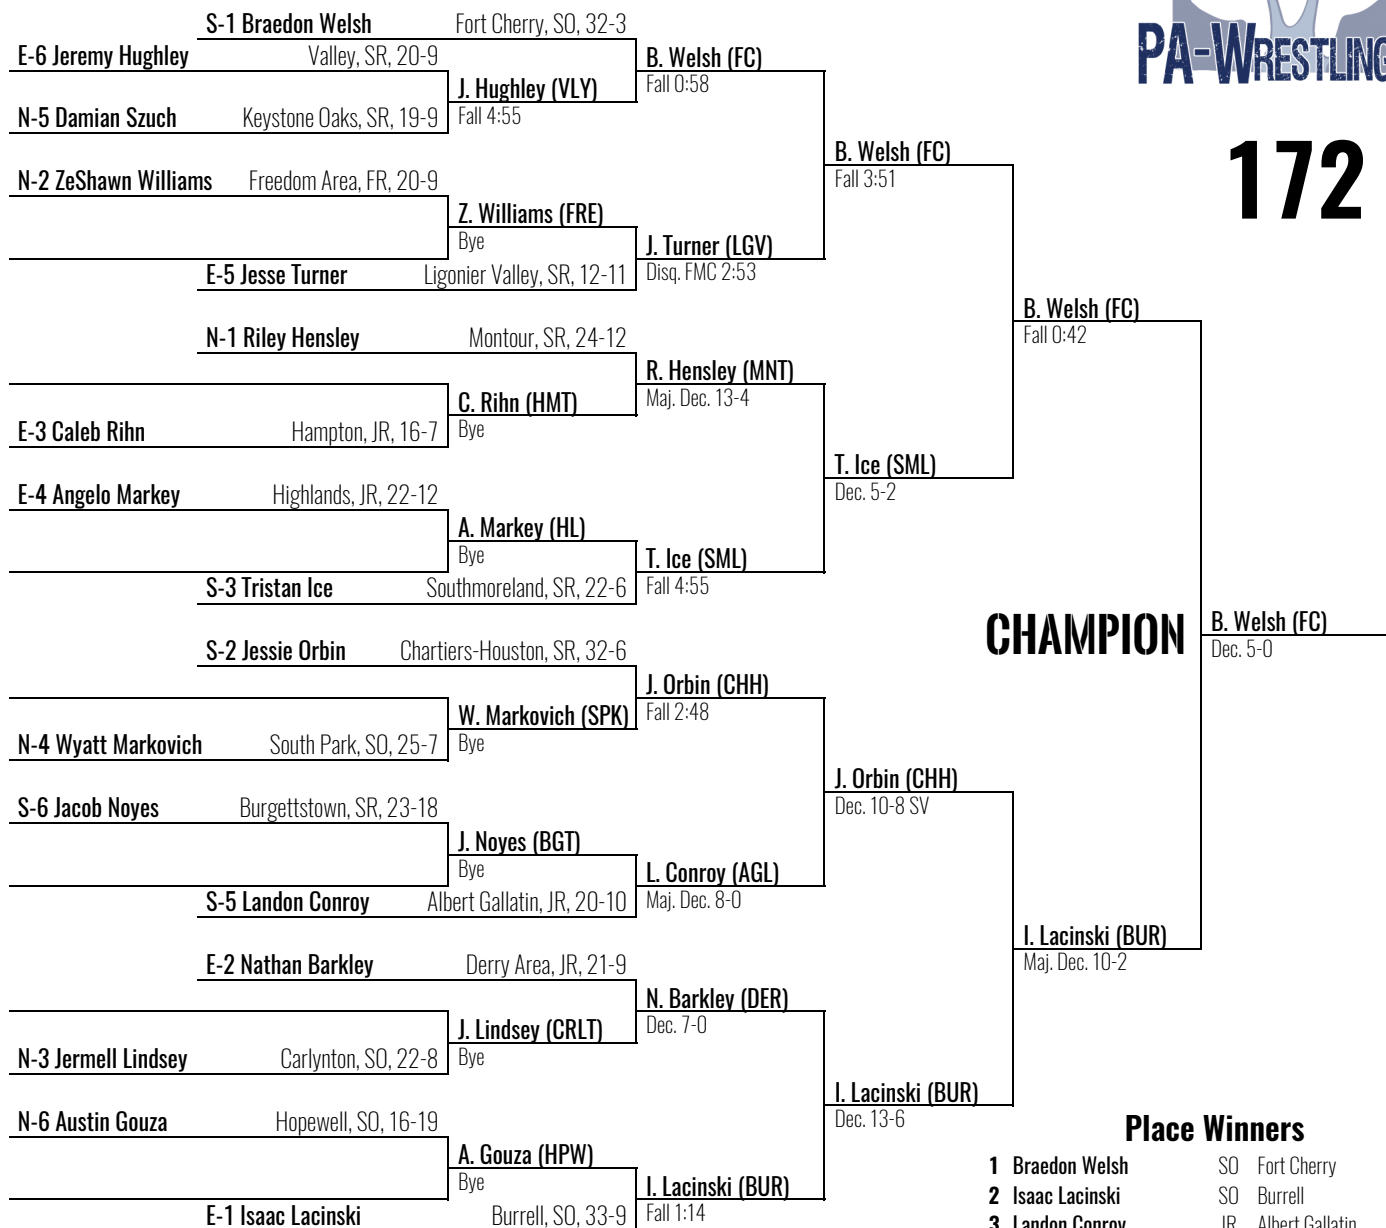 S-1 Braedon Welsh Fort Cherry, SO, 32-3
E-6 Jeremy Hughley Valley, SR, 20-9
B. Welsh (FC)
Fall 0:58
J. Hughley (VLY)
Fall 4:55
N-5 Damian Szuch Keystone Oaks, SR, 19-9
PA-WRESTLING
172
B. Welsh (FC)
Fall 3:51
N-2 ZeShawn Williams Freedom Area, FR, 20-9
Z. Williams (FRE)
Bye
J. Turner (LGV)
Disq. FMC 2:53
E-5 Jesse Turner Ligonier Valley, SR, 12-11
B. Welsh (FC)
Fall 0:42
N-1 Riley Hensley Montour, SR, 24-12
R. Hensley (MNT)
Maj. Dec. 13-4
C. Rihn (HMT)
Bye
E-3 Caleb Rihn Hampton, JR, 16-7
T. Ice (SML)
Dec. 5-2
E-4 Angelo Markey Highlands, JR, 22-12
A. Markey (HL)
Bye
T. Ice (SML)
Fall 4:55
S-3 Tristan Ice Southmoreland, SR, 22-6
CHAMPION
B. Welsh (FC)
Dec. 5-0
S-2 Jessie Orbin Chartiers-Houston, SR, 32-6
J. Orbin (CHH)
Fall 2:48
W. Markovich (SPK)
Bye
N-4 Wyatt Markovich South Park, SO, 25-7
J. Orbin (CHH)
Dec. 10-8 SV
S-6 Jacob Noyes Burgettstown, SR, 23-18
J. Noyes (BGT)
Bye
L. Conroy (AGL)
Maj. Dec. 8-0
S-5 Landon Conroy Albert Gallatin, JR, 20-10
I. Lacinski (BUR)
Maj. Dec. 10-2
E-2 Nathan Barkley Derry Area, JR, 21-9
N. Barkley (DER)
Dec. 7-0
J. Lindsey (CRLT)
Bye
N-3 Jermell Lindsey Carlynton, SO, 22-8
I. Lacinski (BUR)
Dec. 13-6
N-6 Austin Gouza Hopewell, SO, 16-19
A. Gouza (HPW)
Bye
I. Lacinski (BUR)
Fall 1:14
E-1 Isaac Lacinski Burrell, SO, 33-9
Place Winners
1 Braedon Welsh SO Fort Cherry
2 Isaac Lacinski SO Burrell
3 Landon Conroy JR Albert Gallatin